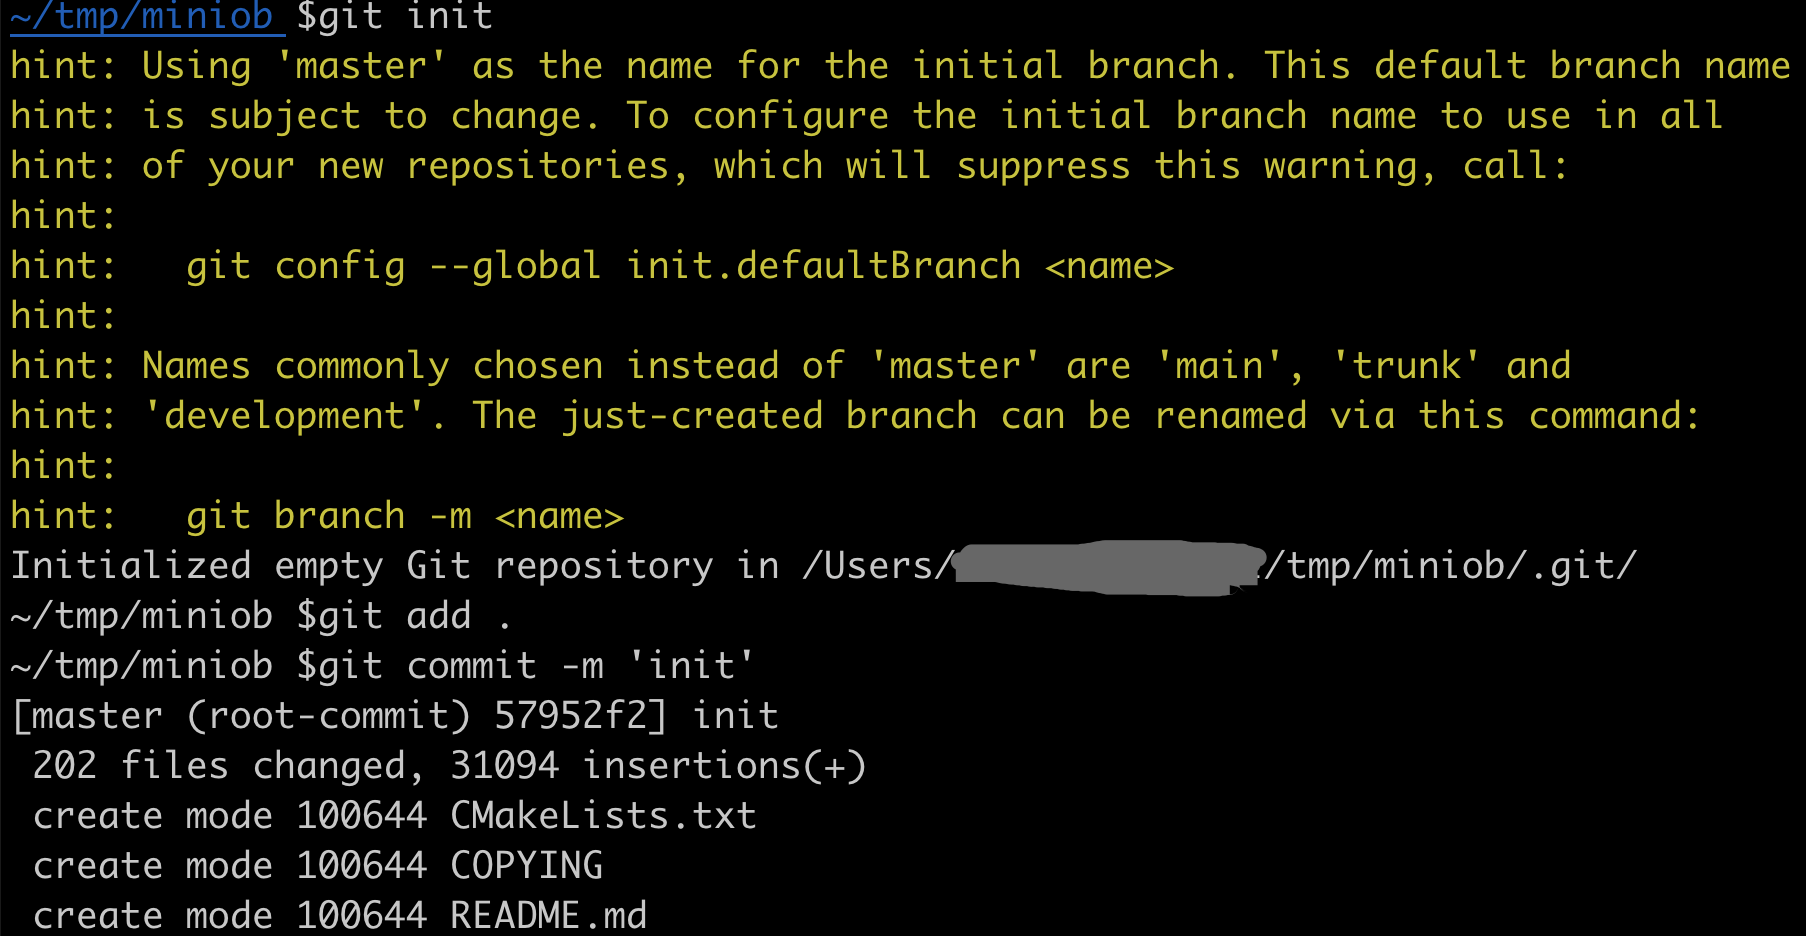 ~/tmp/miniob $git init
hint: Using 'master' as the name for the initial branch. This default branch name
hint: is subject to change. To configure the initial branch name to use in all
hint: of your new repositories, which will suppress this warning, call:
hint:
hint:   git config --global init.defaultBranch <name>
hint:
hint: Names commonly chosen instead of 'master' are 'main', 'trunk' and
hint: 'development'. The just-created branch can be renamed via this command:
hint:
hint:   git branch -m <name>
Initialized empty Git repository in /Users/ /tmp/miniob/.git/
~/tmp/miniob $git add .
~/tmp/miniob $git commit -m 'init'
[master (root-commit) 57952f2] init
 202 files changed, 31094 insertions(+)
 create mode 100644 CMakeLists.txt
 create mode 100644 COPYING
 create mode 100644 README.md